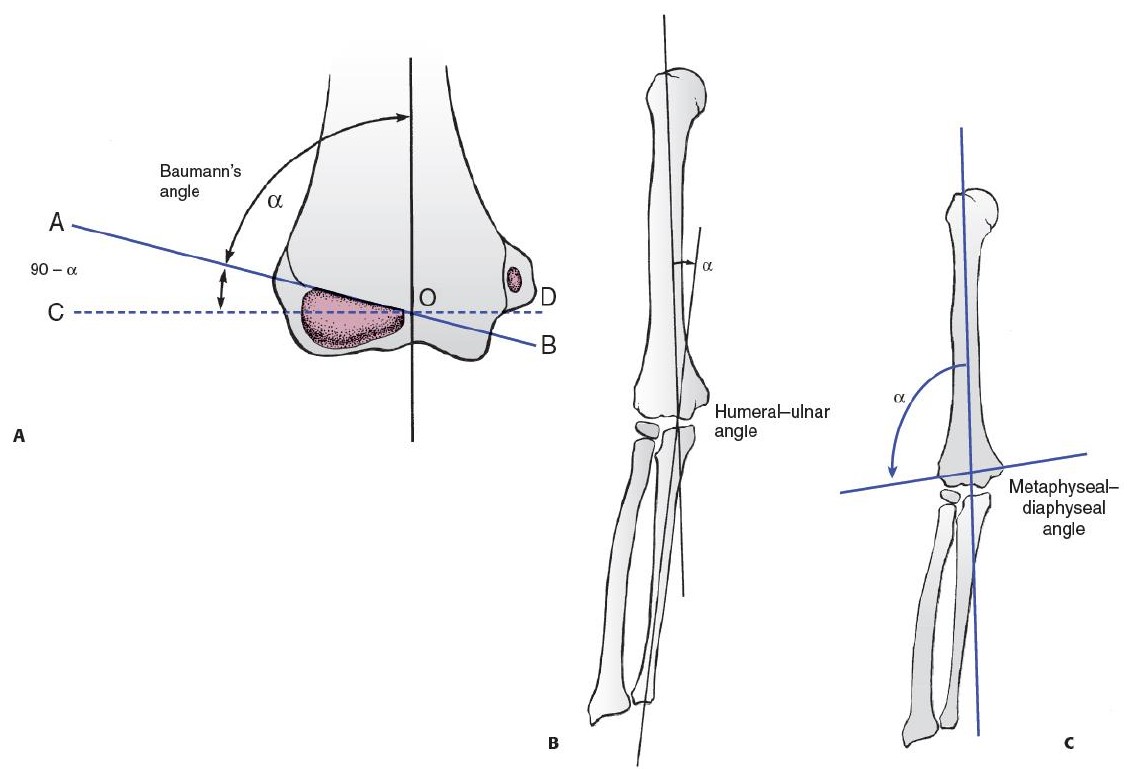 Baumann's
angle
α
A
90 – α
C
O
D
B
A
α
Humeral–ulnar
angle
B
α
Metaphyseal–
diaphyseal
angle
C